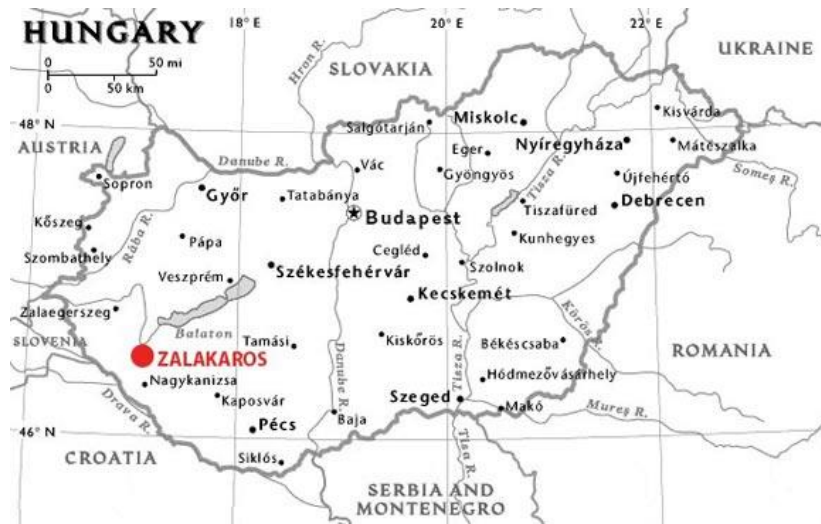 HUNGARY
18 E
20 E
22 E
0 50 mi
0 50 km
Hron R.
SLOVAKIA
UKRAINE
48 N
Salgótarján
Miskolc
Kisvárda
AUSTRIA
Danube R.
Vác
Eger
Nyíregyháza
Mátészalka
Sopron
Gyöngyös
Tisza R.
Újfehértó
Someş R.
Győr
Tatabánya
Budapest
Tiszafüred
Debrecen
Kőszeg
Rába R.
Pápa
Cegléd
Kunhegyes
Szombathely
Veszprém
Székesfehérvár
Szolnok
Zalaegerszeg
Kecskemét
Körös R.
Balaton
SLOVENIA
Tamási
Kiskőrös
Békéscsaba
ROMANIA
ZALAKAROS
Danube R.
Tisza R.
Nagykanizsa
Hódmezővásárhely
Kaposvár
Szeged
Makó
Mureş R.
Drava R.
Pécs
Baja
46 N
Tisa R.
CROATIA
Siklós
SERBIA AND
MONTENEGRO